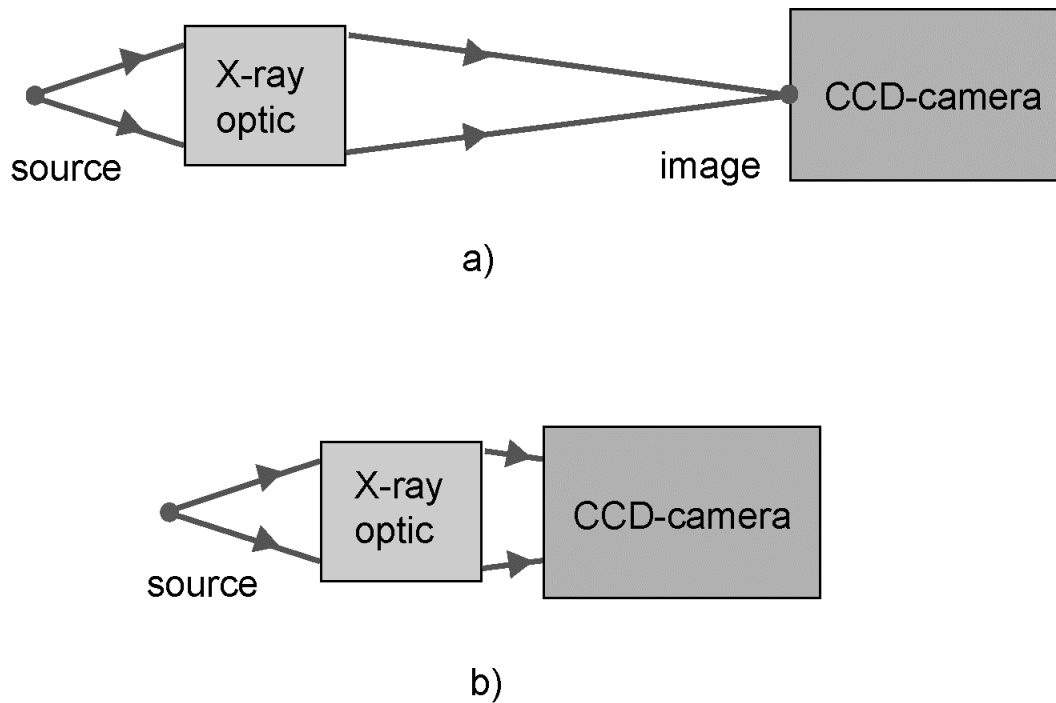 X-ray
optic
CCD-camera
source
image
a)
X-ray
optic
CCD-camera
source
b)